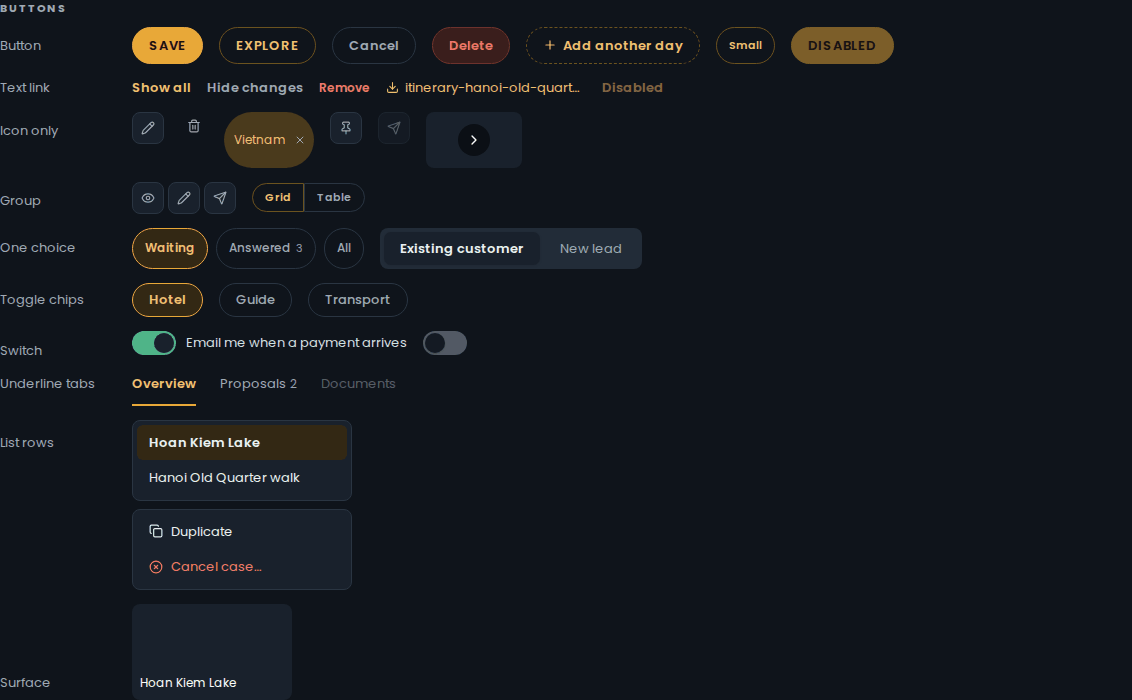 BUTTONS
Button SAVE EXPLORE Cancel Delete + Add another day Small DISABLED
Text link Show all Hide changes Remove itinerary-hanoi-old-quart… Disabled
Icon only Vietnam ×
Group Grid Table
One choice Waiting Answered 3 All Existing customer New lead
Toggle chips Hotel Guide Transport
Switch Email me when a payment arrives
Underline tabs Overview Proposals 2 Documents
List rows Hoan Kiem Lake
Hanoi Old Quarter walk
Duplicate
Cancel case…
Surface Hoan Kiem Lake